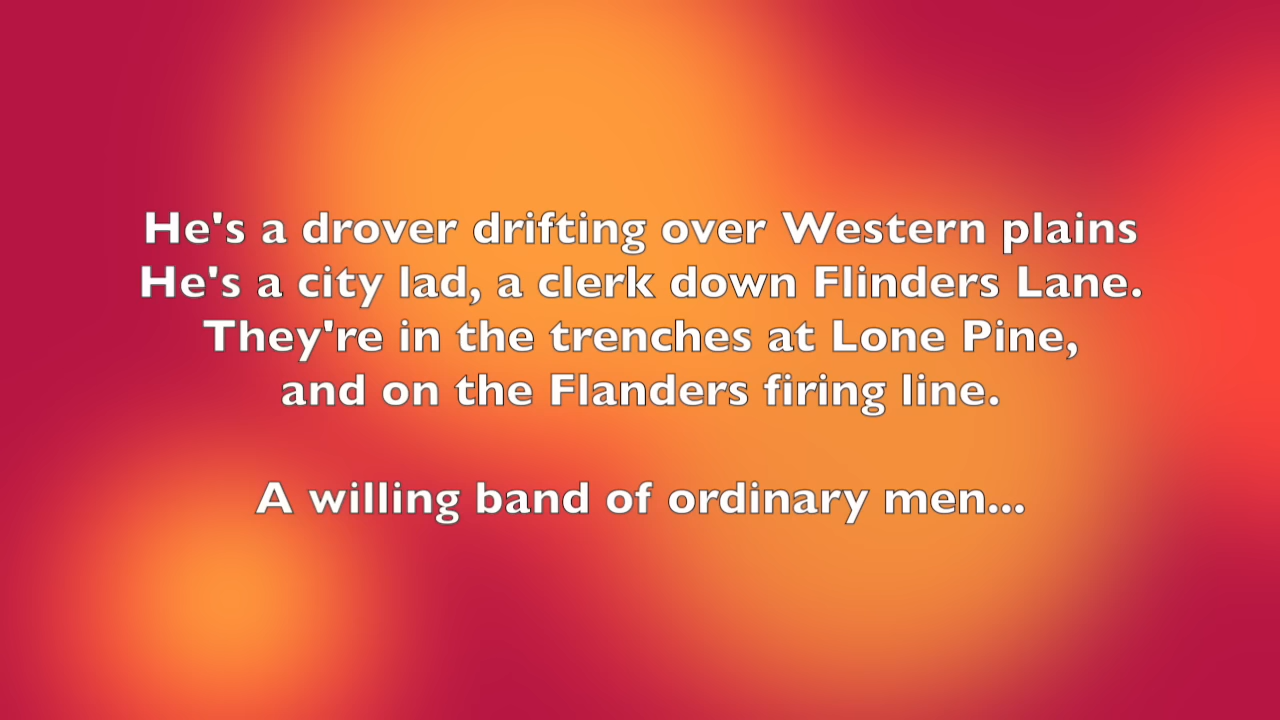 He's a drover drifting over Western plains
He's a city lad, a clerk down Flinders Lane.
They're in the trenches at Lone Pine,
and on the Flanders firing line.
A willing band of ordinary men...